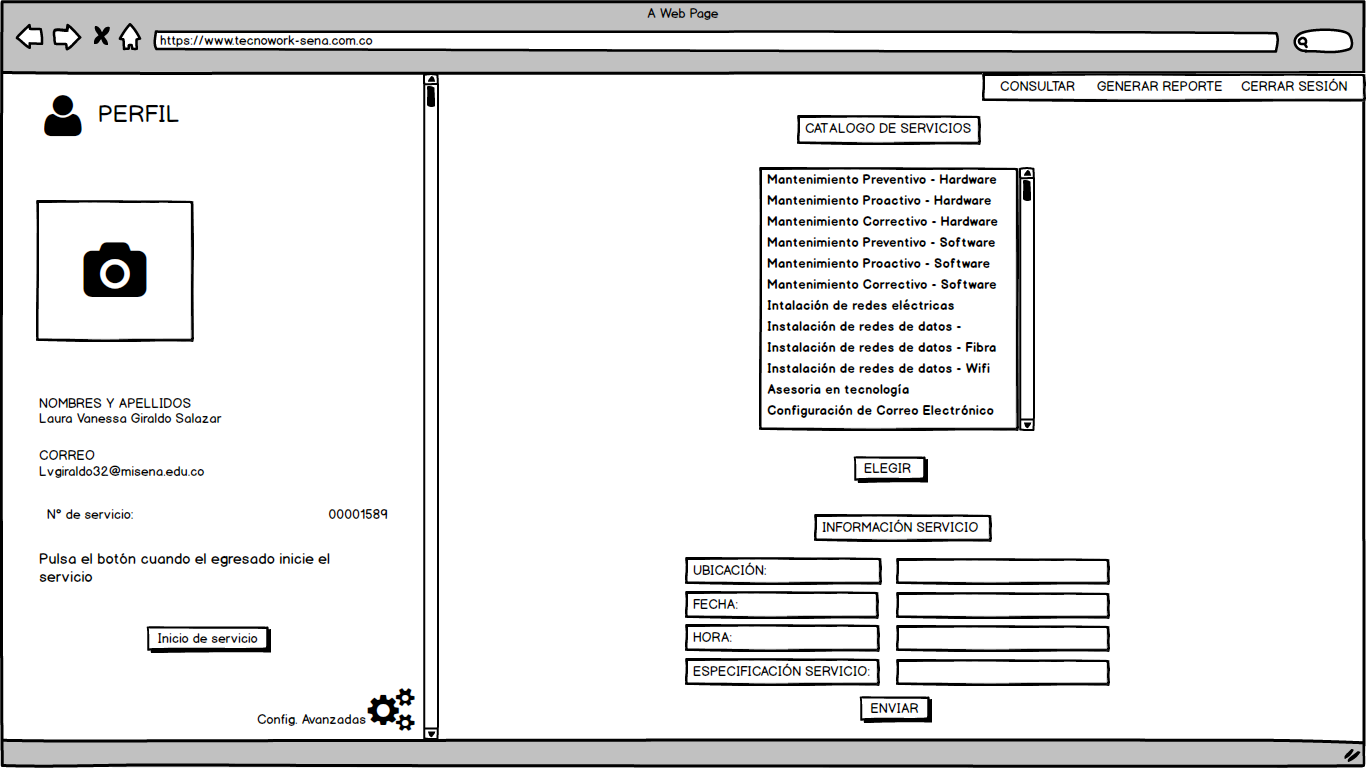 A Web Page
https://www.tecnowork-sena.com.co
CONSULTAR GENERAR REPORTE CERRAR SESIÓN
PERFIL
NOMBRES Y APELLIDOS
Laura Vanessa Giraldo Salazar
CORREO
Lvgiraldo32@misena.edu.co
N° de servicio: 00001589
Pulsa el botón cuando el egresado inicie el
servicio
Inicio de servicio
Config. Avanzadas
CATALOGO DE SERVICIOS
Mantenimiento Preventivo - Hardware
Mantenimiento Proactivo - Hardware
Mantenimiento Correctivo - Hardware
Mantenimiento Preventivo - Software
Mantenimiento Proactivo - Software
Mantenimiento Correctivo - Software
Intalación de redes eléctricas
Instalación de redes de datos -
Instalación de redes de datos - Fibra
Instalación de redes de datos - Wifi
Asesoria en tecnología
Configuración de Correo Electrónico
ELEGIR
INFORMACIÓN SERVICIO
UBICACIÓN:
FECHA:
HORA:
ESPECIFICACIÓN SERVICIO:
ENVIAR